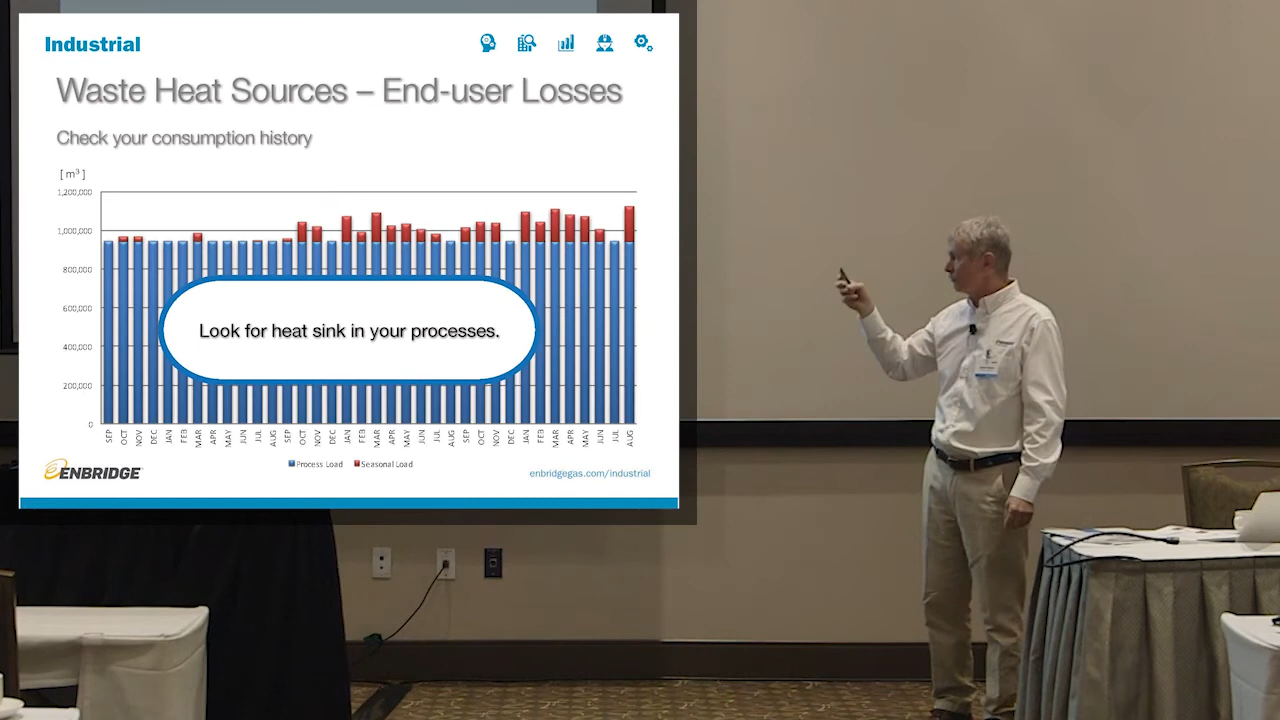 Industrial
Waste Heat Sources – End-user Losses
Check your consumption history
[ m³ ]
1,200,000
1,000,000
800,000
600,000
400,000
200,000
0
Look for heat sink in your processes.
SEP OCT NOV DEC JAN FEB MAR APR MAY JUN JUL AUG SEP OCT NOV DEC JAN FEB MAR APR MAY JUN JUL AUG SEP OCT NOV DEC JAN FEB MAR APR MAY JUN JUL AUG
Process Load Seasonal Load
ENBRIDGE
enbridgegas.com/industrial